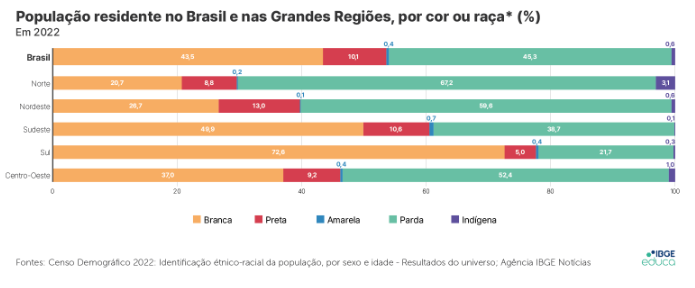 População residente no Brasil e nas Grandes Regiões, por cor ou raça* (%)
Em 2022
Brasil 43,5 10,1 0,4 45,3 0,6
Norte 20,7 8,8 0,2 67,2 3,1
Nordeste 26,7 13,0 0,1 59,6 0,6
Sudeste 49,9 10,6 0,7 38,7 0,1
Sul 72,6 5,0 0,4 21,7 0,3
Centro-Oeste 37,0 9,2 0,4 52,4 1,0
0 20 40 60 80 100
Branca Preta Amarela Parda Indígena
Fontes: Censo Demográfico 2022: Identificação étnico-racial da população, por sexo e idade - Resultados do universo; Agência IBGE Notícias
IBGE
educa